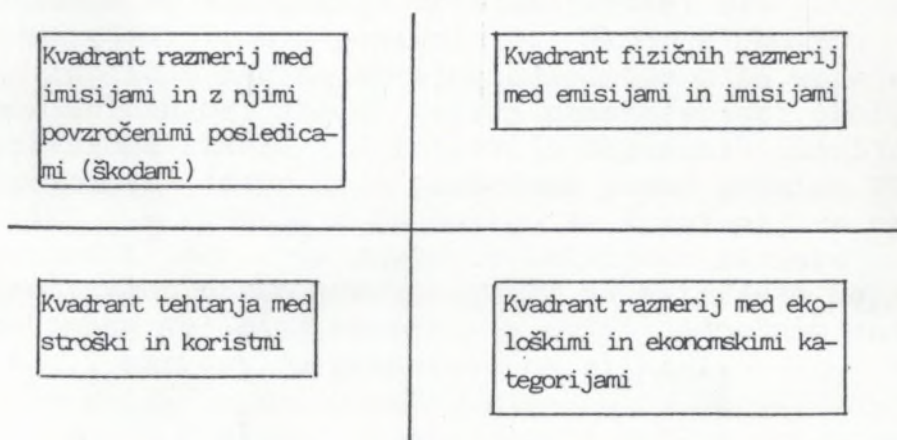 Kvadrant razmerij med
imisijami in z njimi
povzročenimi posledica-
mi (škodami)
Kvadrant fizičnih razmerij
med emisijami in imisijami
Kvadrant tehtanja med
stroški in koristmi
Kvadrant razmerij med eko-
loškimi in ekonomskimi ka-
tegorijami